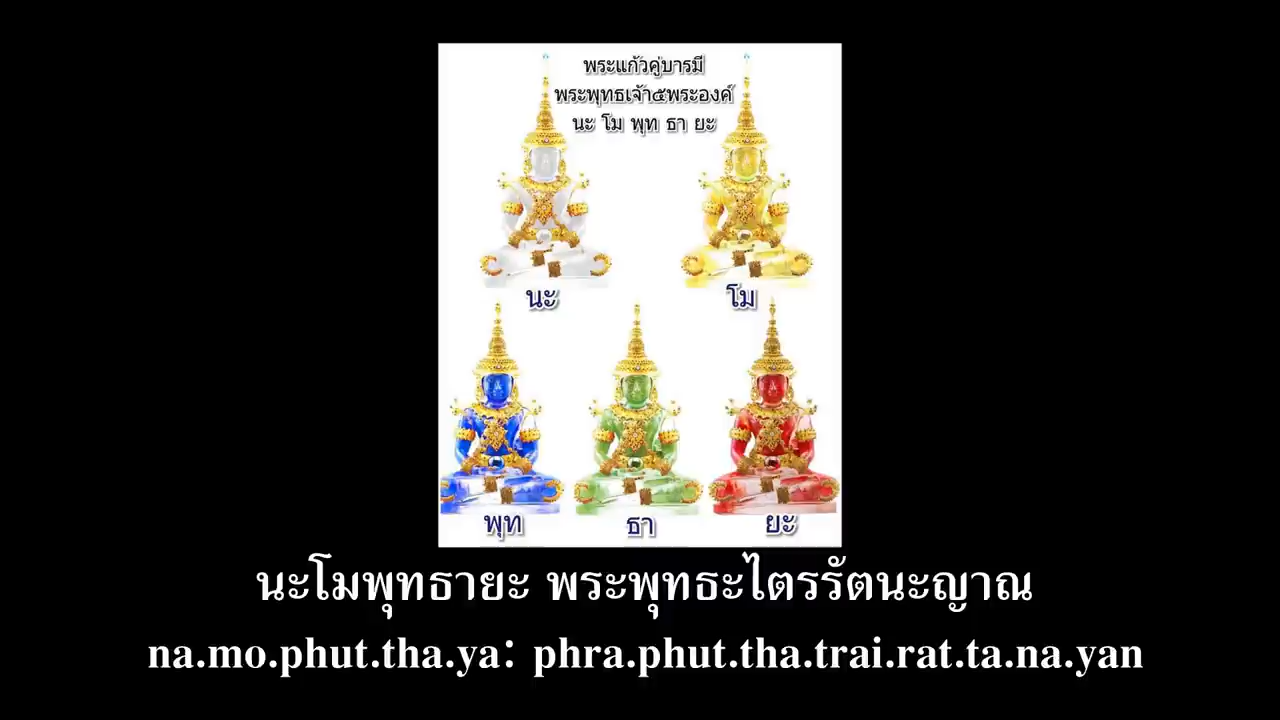 พระแก้วคู่บารมี
พระพุทธเจ้า๕พระองค์
นะ โม พุท ธา ยะ
นะ
โม
พุท
ธา
ยะ
นะโมพุทธายะ พระพุทธะไตรรัตนะญาณ
na.mo.phut.tha.ya: phra.phut.tha.trai.rat.ta.na.yan